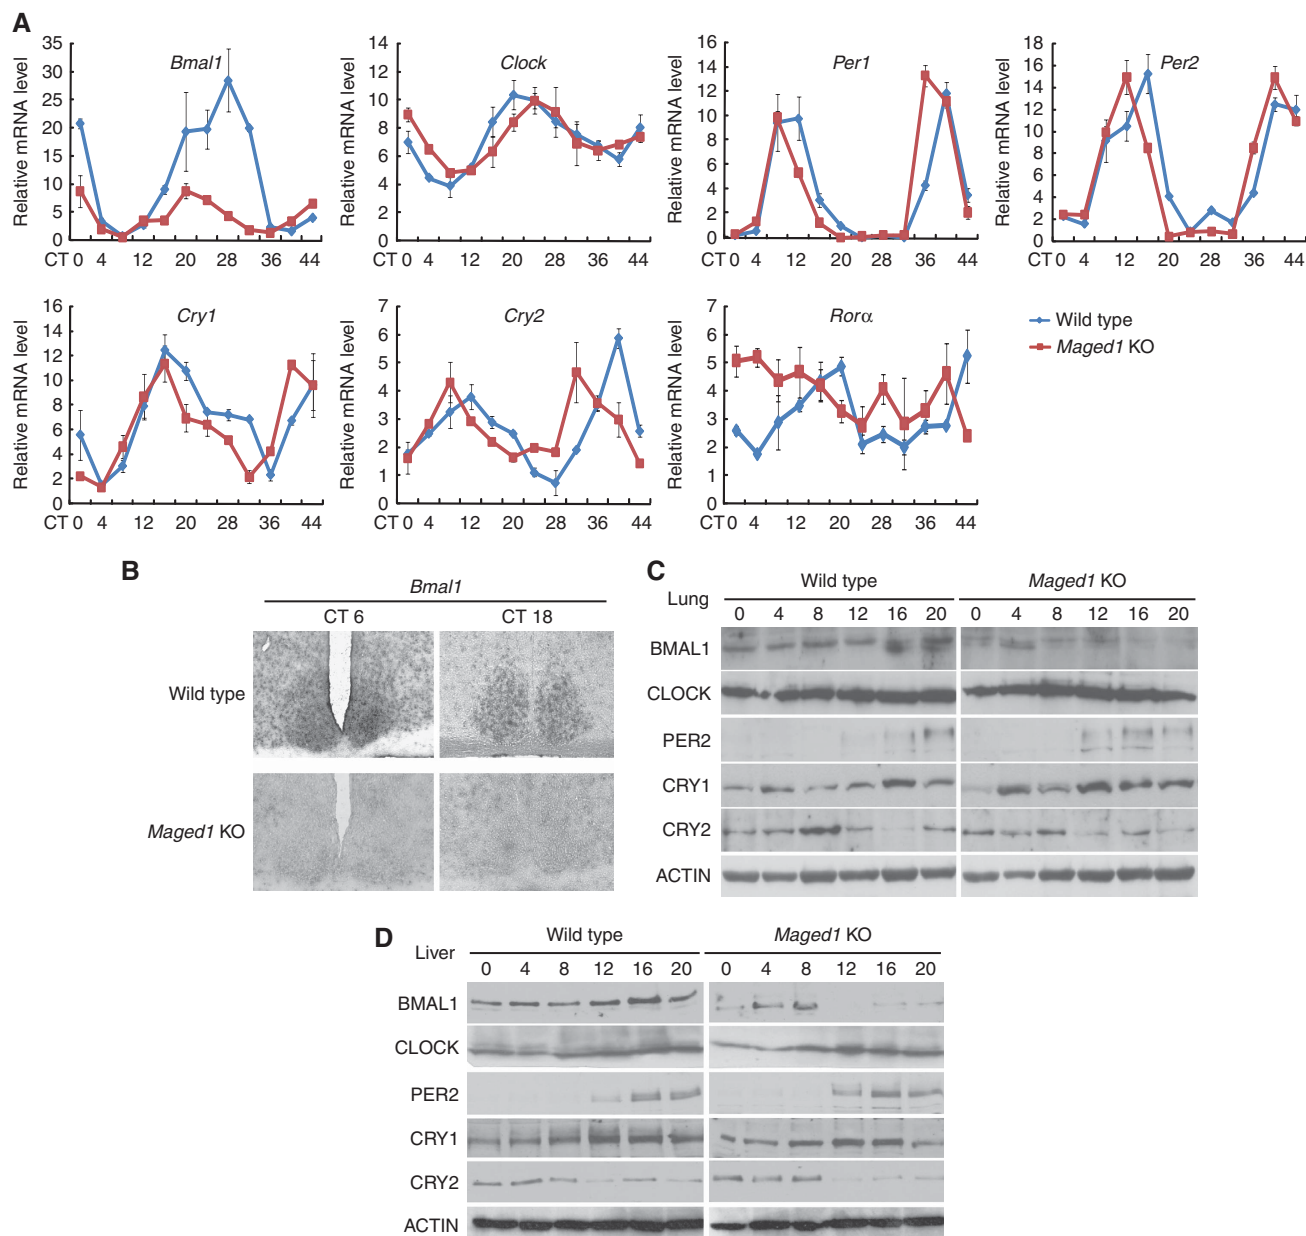 A
Bmal1
Relative mRNA level
35
30
25
20
15
10
5
0
CT 0 4 12 20 28 36 44
Clock
Relative mRNA level
14
12
10
8
6
4
2
0
CT 0 4 12 20 28 36 44
Per1
Relative mRNA level
16
14
12
10
8
6
4
2
0
CT 0 4 12 20 28 36 44
Per2
Relative mRNA level
18
16
14
12
10
8
6
4
2
0
CT 0 4 12 20 28 36 44
Cry1
Relative mRNA level
16
14
12
10
8
6
4
2
0
CT 0 4 12 20 28 36 44
Cry2
Relative mRNA level
7
6
5
4
3
2
1
0
CT 0 4 12 20 28 36 44
Rorα
Relative mRNA level
7
6
5
4
3
2
1
0
CT 0 4 12 20 28 36 44
Wild type
Maged1 KO
B
Bmal1
CT 6 CT 18
Wild type
Maged1 KO
C
Wild type Maged1 KO
Lung 0 4 8 12 16 20 0 4 8 12 16 20
BMAL1
CLOCK
PER2
CRY1
CRY2
ACTIN
D
Wild type Maged1 KO
Liver 0 4 8 12 16 20 0 4 8 12 16 20
BMAL1
CLOCK
PER2
CRY1
CRY2
ACTIN